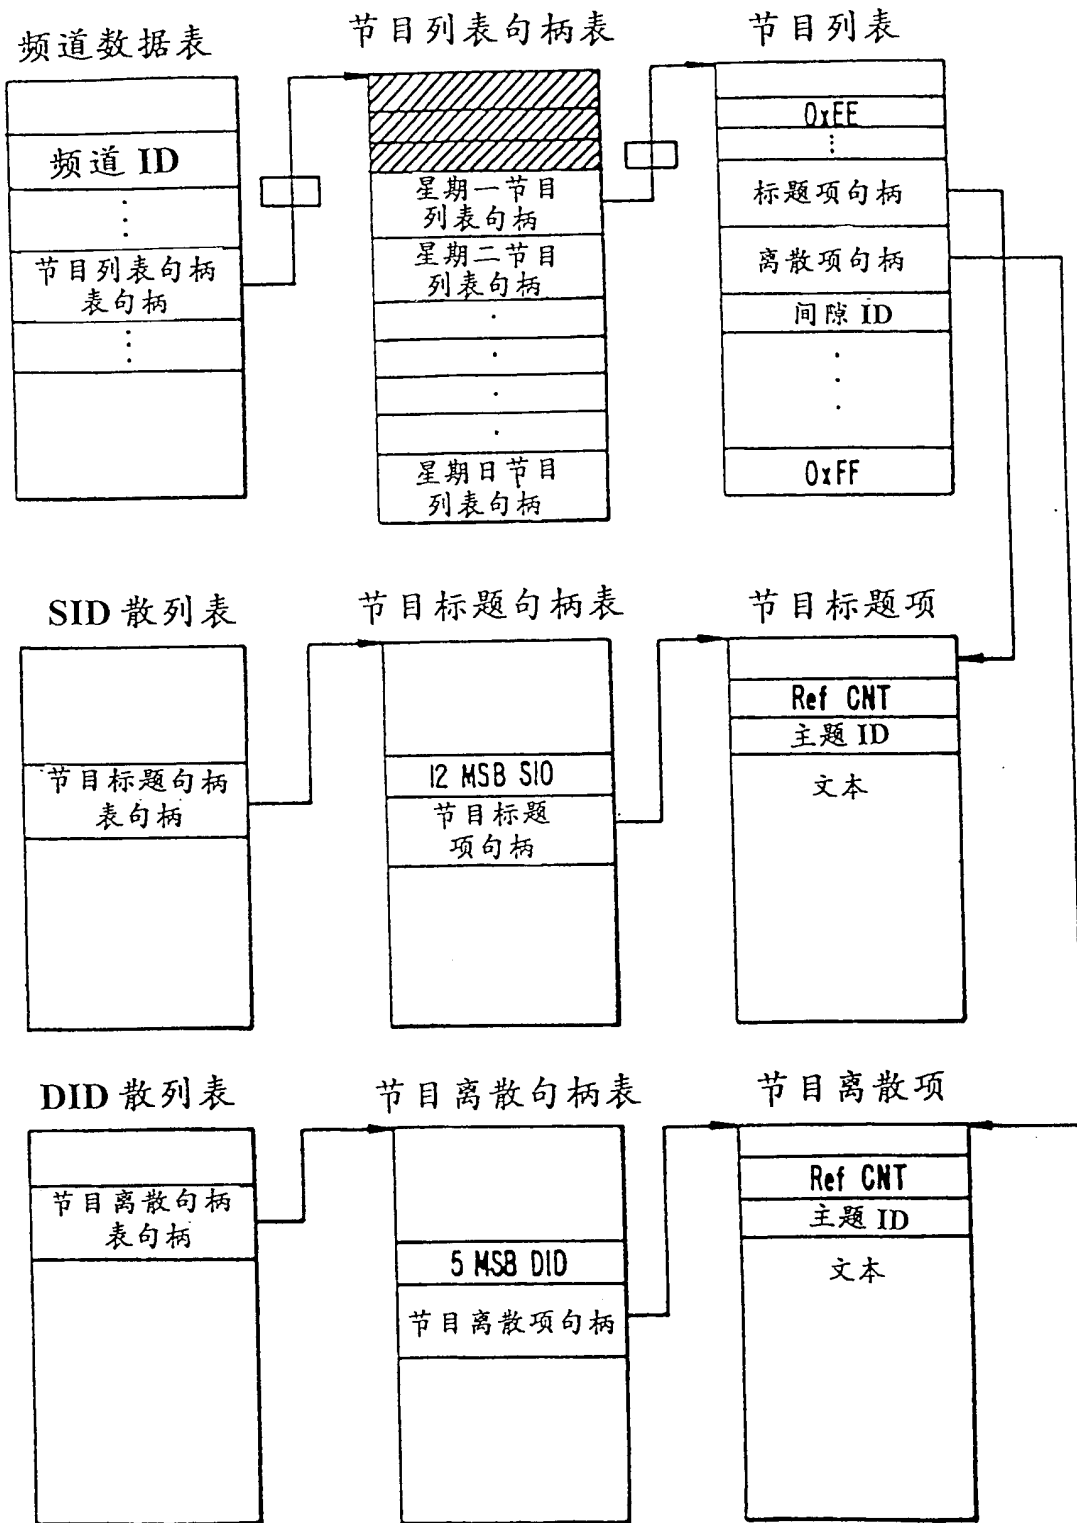 频道数据表
节目列表句柄表
节目列表
频道 ID
节目列表句柄
表句柄
星期一节目
列表句柄
星期二节目
列表句柄
星期日节目
列表句柄
0xFE
标题项句柄
离散项句柄
间隙 ID
0xFF
SID 散列表
节目标题句柄表
节目标题项
节目标题句柄
表句柄
12 MSB SID
节目标题
项句柄
Ref CNT
主题 ID
文本
DID 散列表
节目离散句柄表
节目离散项
节目离散句柄
表句柄
5 MSB DID
节目离散项句柄
Ref CNT
主题 ID
文本